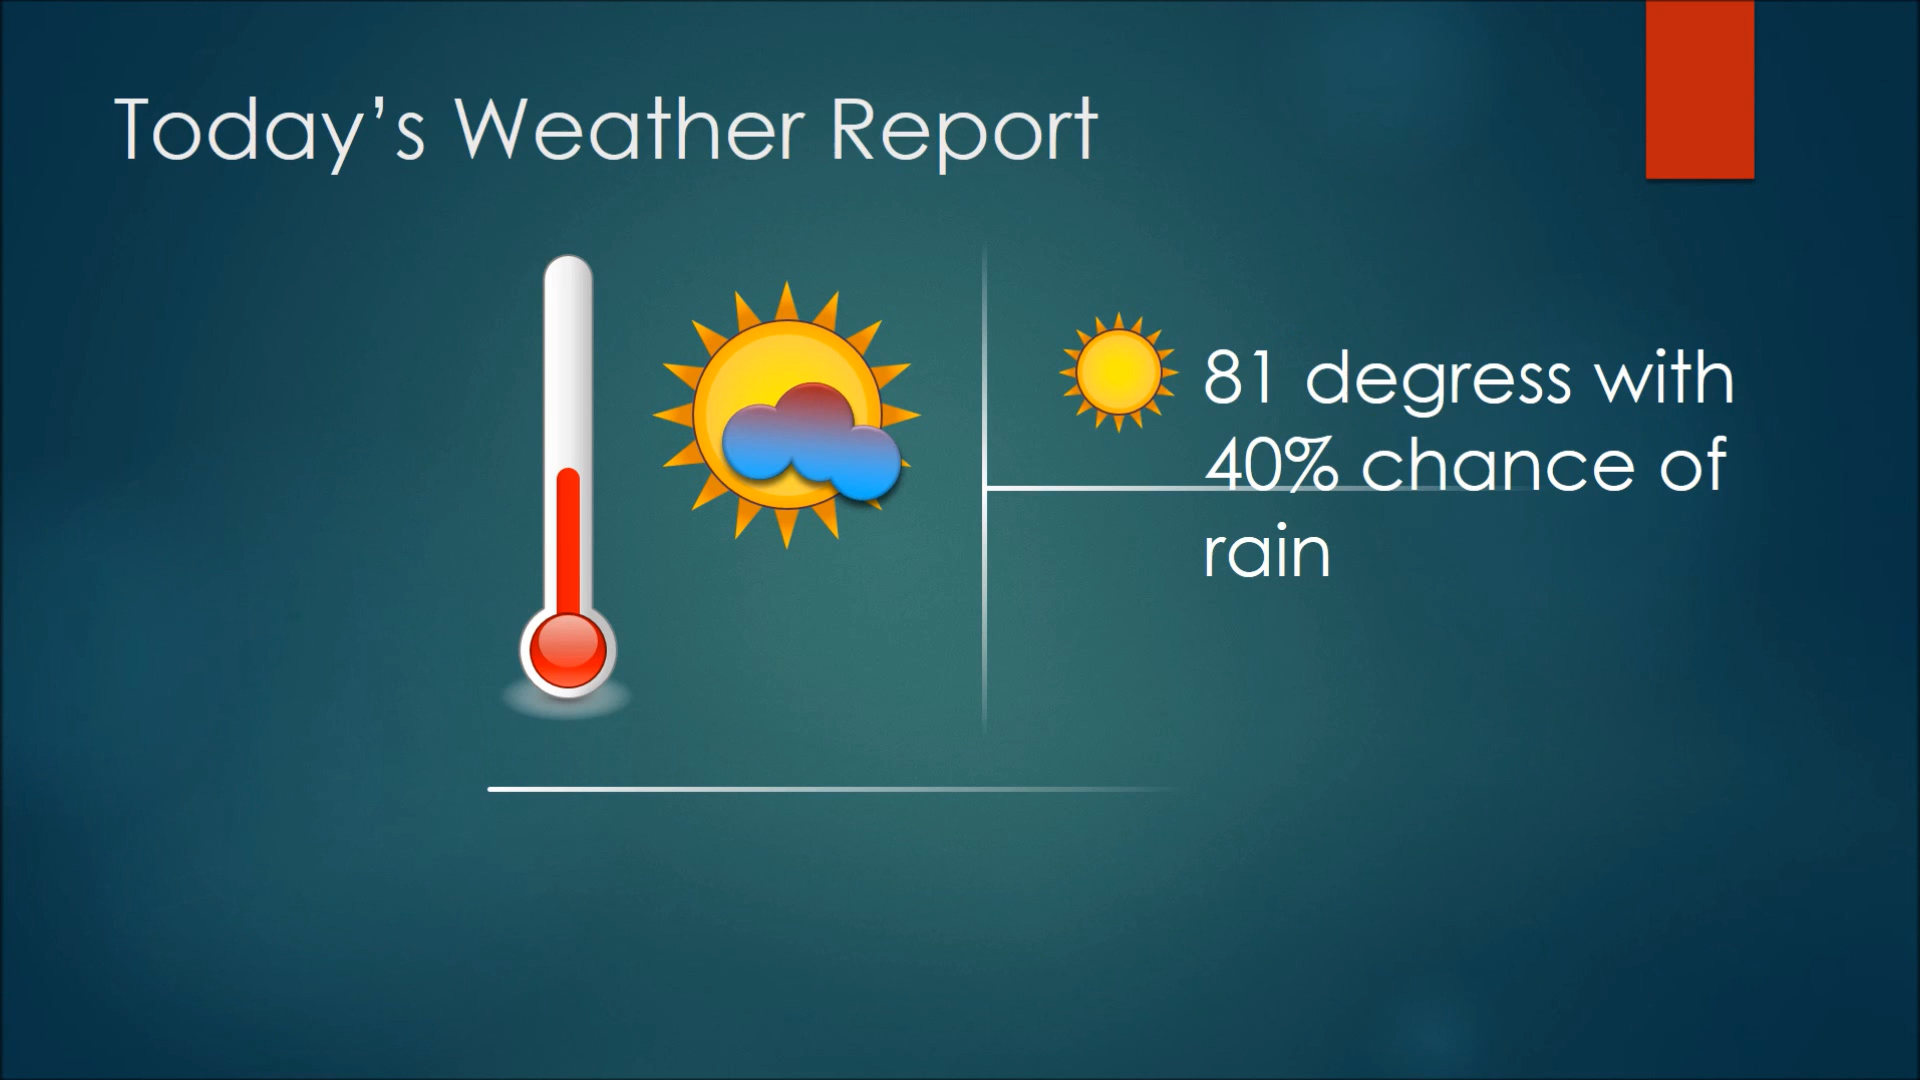 Today’s Weather Report
81 degress with
40% chance of
rain